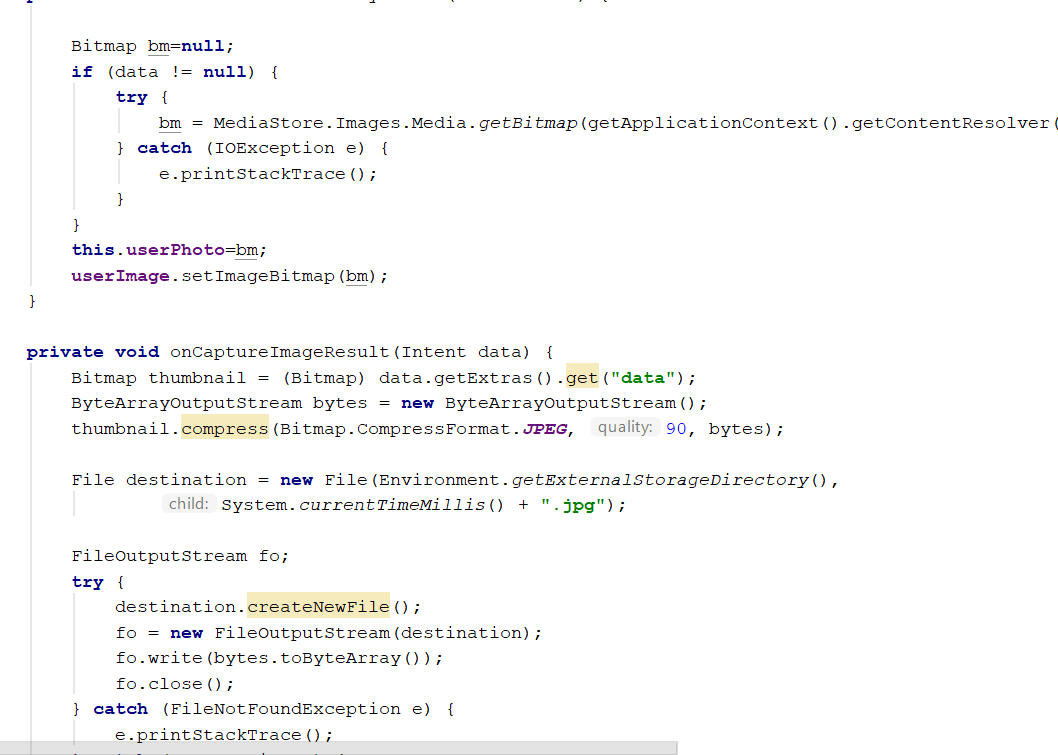 Bitmap bm=null;
if (data != null) {
try {
bm = MediaStore.Images.Media.getBitmap(getApplicationContext().getContentResolver(
} catch (IOException e) {
e.printStackTrace();
}
}
this.userPhoto=bm;
userImage.setImageBitmap(bm);
}
private void onCaptureImageResult(Intent data) {
Bitmap thumbnail = (Bitmap) data.getExtras().get("data");
ByteArrayOutputStream bytes = new ByteArrayOutputStream();
thumbnail.compress(Bitmap.CompressFormat.JPEG, quality: 90, bytes);
File destination = new File(Environment.getExternalStorageDirectory(),
child: System.currentTimeMillis() + ".jpg");
FileOutputStream fo;
try {
destination.createNewFile();
fo = new FileOutputStream(destination);
fo.write(bytes.toByteArray());
fo.close();
} catch (FileNotFoundException e) {
e.printStackTrace();